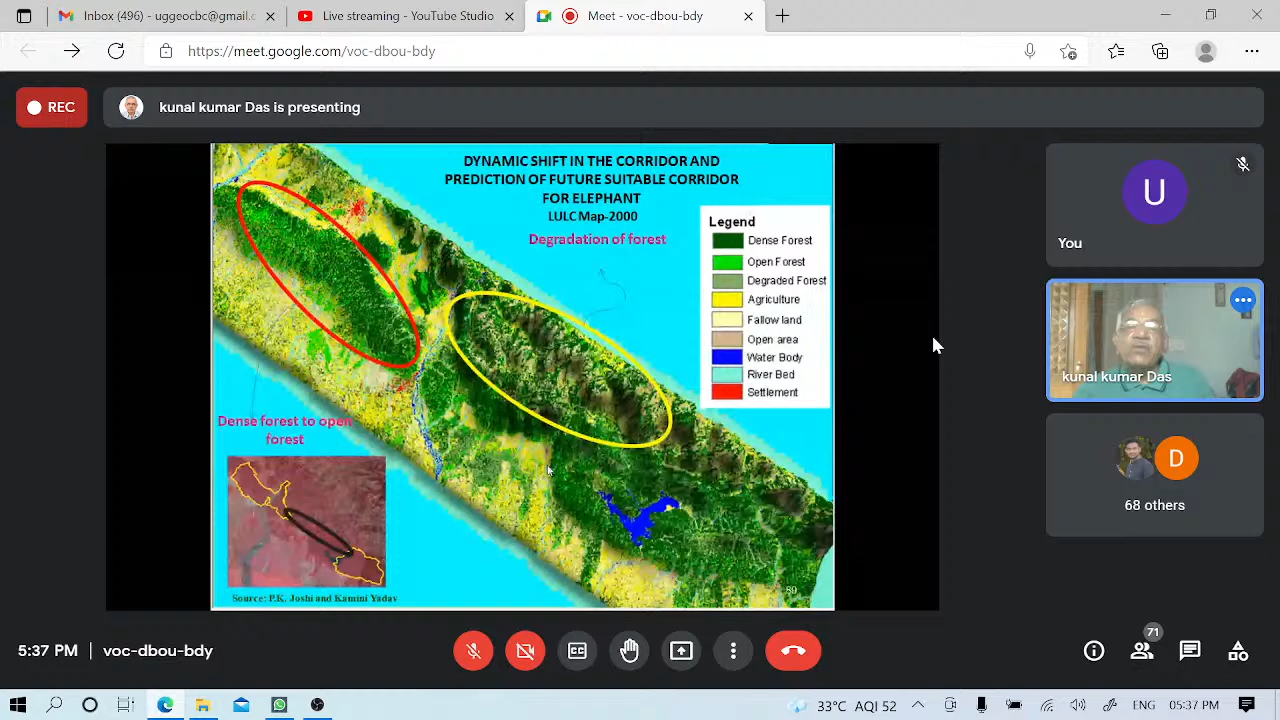 Inbox (496) - suggton@gmail.c
YouTube
Meet - voc-dbou-bdy
https://meet.google.com/voc-dbou-bdy
REC
kunal kumar Das is presenting
DYNAMIC SHIFT IN THE CORRIDOR AND
PREDICTION OF FUTURE SUITABLE CORRIDOR
FOR ELEPHANT
LULC Map-2000
Degradation of forest
Legend
Dense Forest
Open Forest
Degraded Forest
Agriculture
Fallow land
Open area
Water Body
River Bed
Settlement
Dense forest to open
forest
Source: P.K. Joshi and Kamini Yadav
89
U
You
kunal kumar Das
D
68 others
5:37 PM | voc-dbou-bdy
71
33°C AQI 52
ENG
05:37 PM